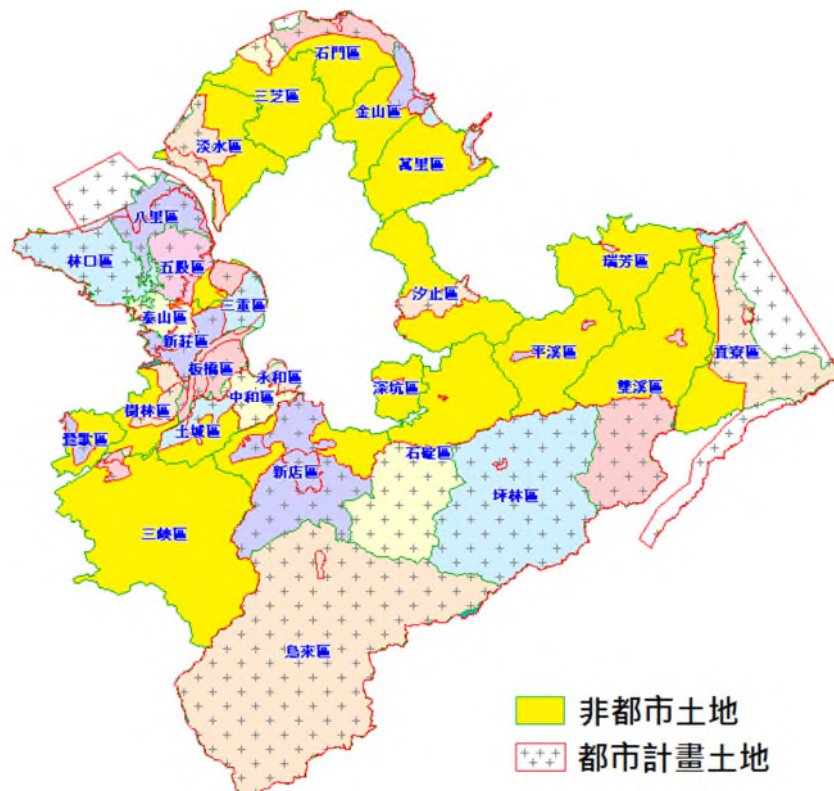 石門區
三芝區
金山區
淡水區
萬里區
八里區
林口區
五股區
瑞芳區
汐止區
三重區
泰山區
新莊區
平溪區
貢寮區
板橋區
永和區
深坑區
雙溪區
中和區
樹林區
土城區
鶯歌區
石碇區
新店區
坪林區
三峽區
烏來區
非都市土地
都市計畫土地